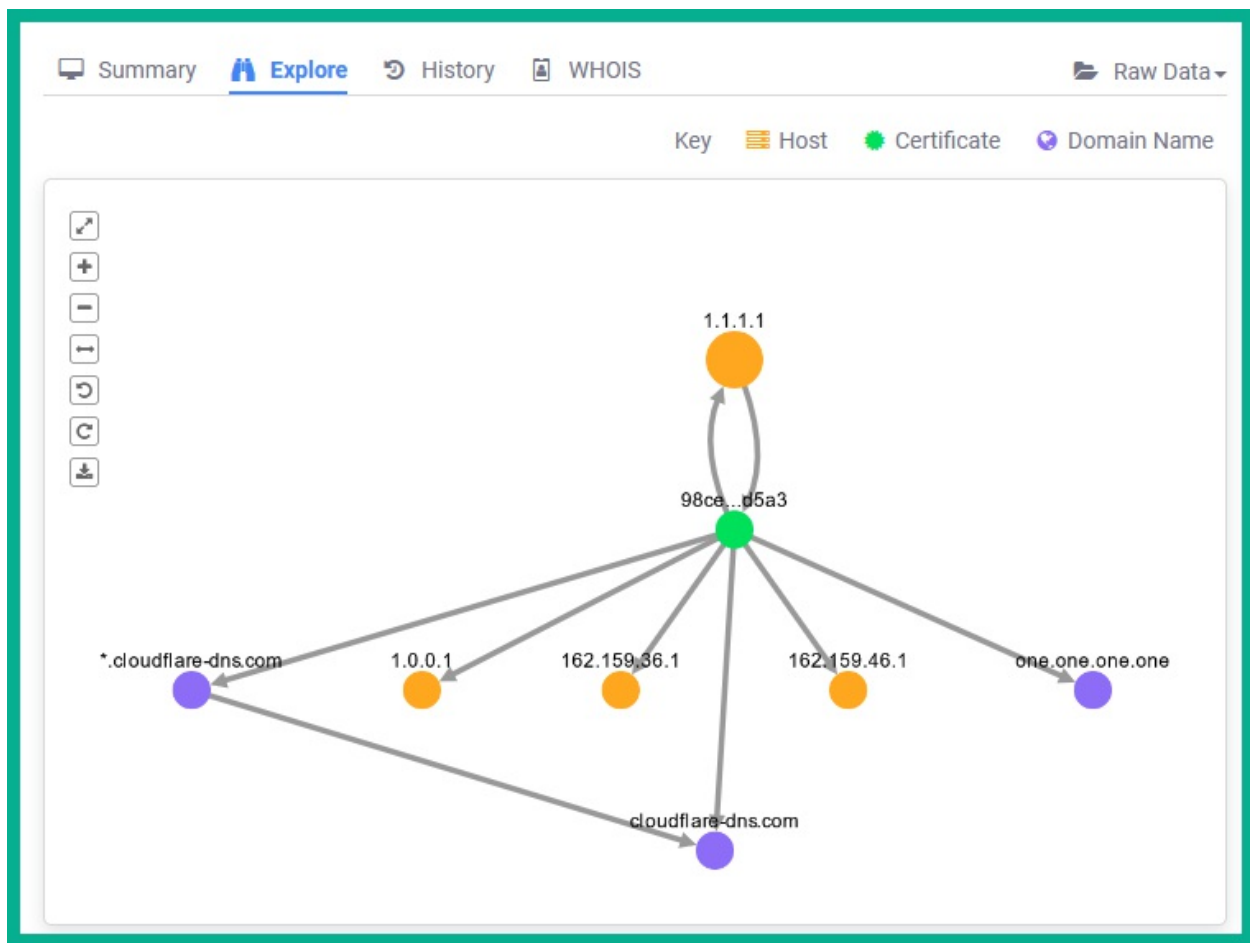 Summary Explore History WHOIS Raw Data
Key Host Certificate Domain Name
1.1.1.1
98ce...d5a3
*.cloudflare-dns.com 1.0.0.1 162.159.36.1 162.159.46.1 one.one.one.one
cloudflare-dns.com